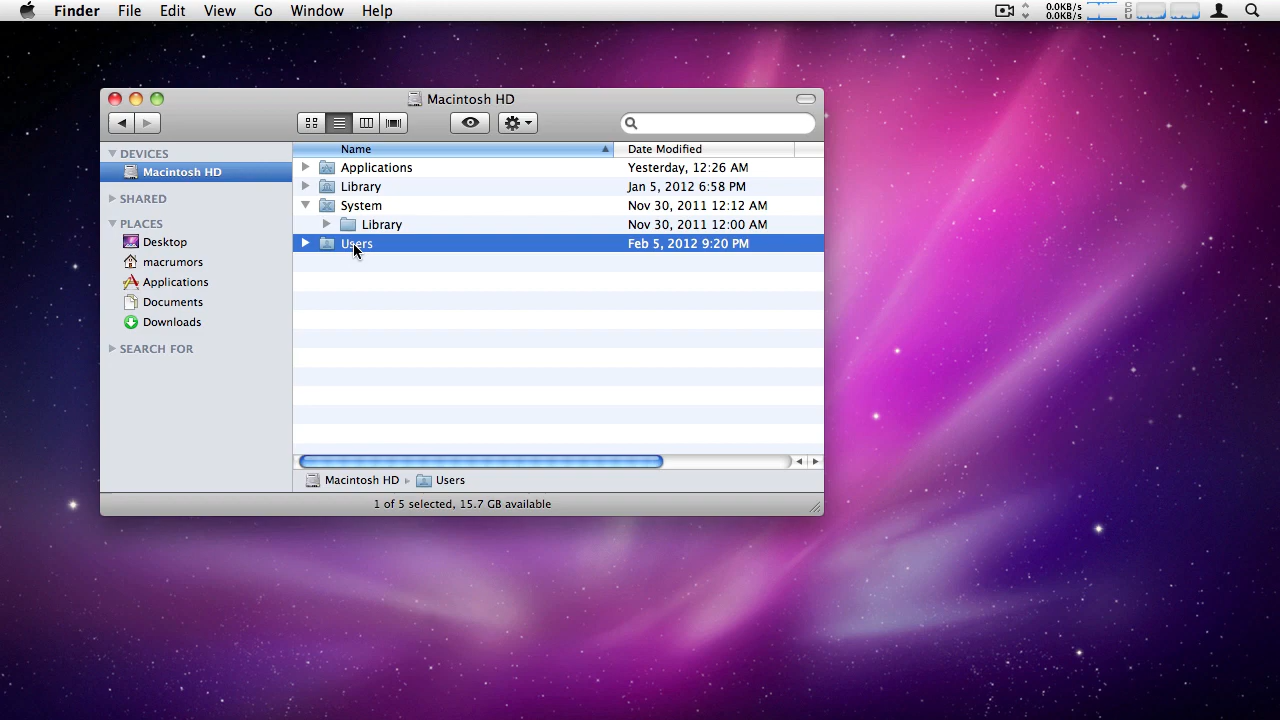 Finder File Edit View Go Window Help
0.0KB/s
0.0KB/s
CPU
Macintosh HD
DEVICES
Macintosh HD
SHARED
PLACES
Desktop
macrumors
Applications
Documents
Downloads
SEARCH FOR
Name Date Modified
Applications Yesterday, 12:26 AM
Library Jan 5, 2012 6:58 PM
System Nov 30, 2011 12:12 AM
Library Nov 30, 2011 12:00 AM
Users Feb 5, 2012 9:20 PM
Macintosh HD Users
1 of 5 selected, 15.7 GB available